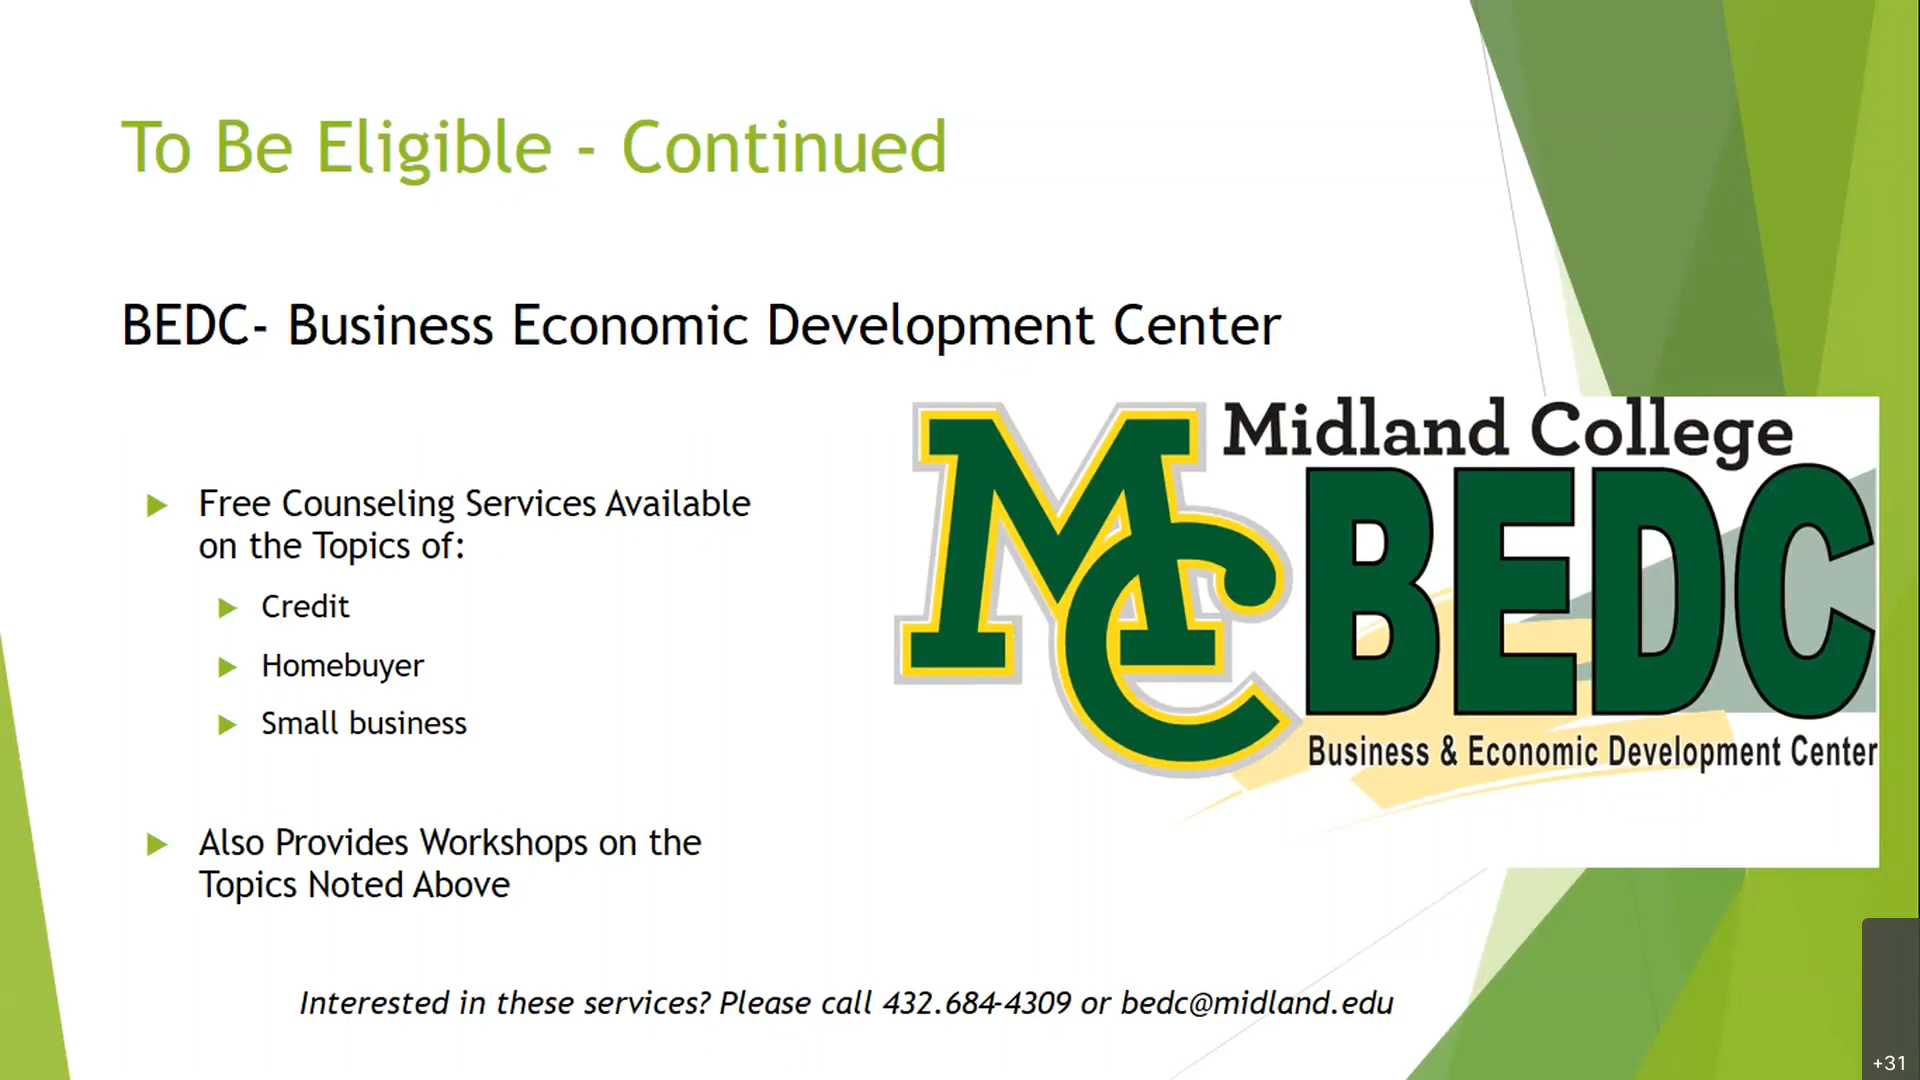 To Be Eligible - Continued
BEDC- Business Economic Development Center
Free Counseling Services Available
on the Topics of:
Credit
Homebuyer
Small business
Also Provides Workshops on the
Topics Noted Above
MC
Midland College
BEDC
Business & Economic Development Center
Interested in these services? Please call 432.684-4309 or bedc@midland.edu
+31